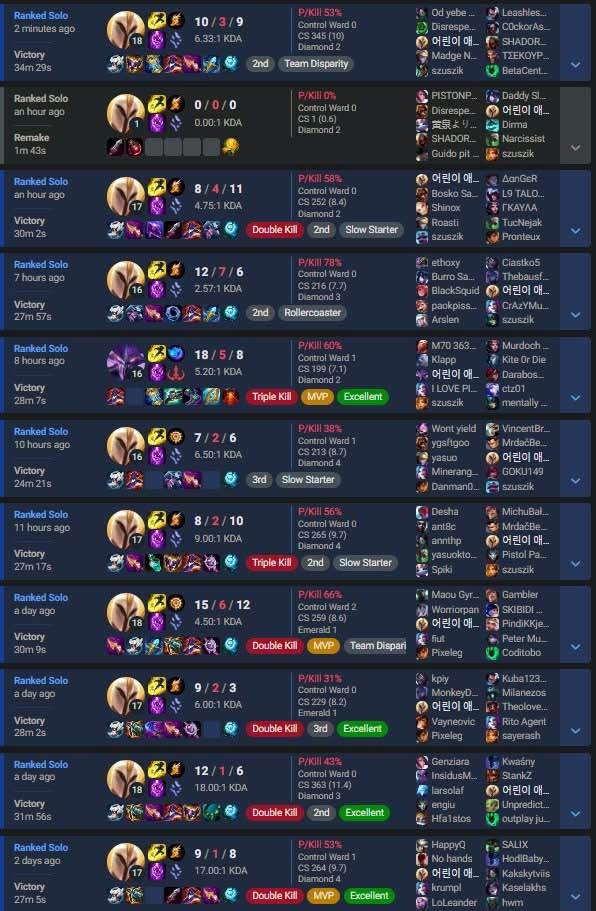 Ranked Solo
2 minutes ago
Victory
34m 29s
18
10 / 3 / 9
6.33:1 KDA
2nd Team Disparity
P/Kill 53%
Control Ward 0
CS 345 (10)
Diamond 2
Od yebe ... Leashles...
Disrespe... C0ckorAs...
어린이 애... SHADOR...
Madge N... ΤΣΕΚΟΥΡ...
szuszik BetaCent...
Ranked Solo
an hour ago
Remake
1m 43s
1
0 / 0 / 0
0.00:1 KDA
P/Kill 0%
Control Ward 0
CS 1 (0.6)
Diamond 2
PISTONP... Daddy Sl...
Disrespe... 어린이 애...
黄泉より... Dirma
SHADOR... Narcissist
Guido pit ... szuszik
Ranked Solo
an hour ago
Victory
30m 2s
17
8 / 4 / 11
4.75:1 KDA
Double Kill 2nd Slow Starter
P/Kill 58%
Control Ward 0
CS 252 (8.4)
Diamond 2
어린이 애... ΔαηGεR
Bosko Sa... L9 TALO...
Shinox ΓΚΑΥΛΑ
Roasti TucNejak
szuszik Pronteux
Ranked Solo
7 hours ago
Victory
27m 57s
16
12 / 7 / 6
2.57:1 KDA
2nd Rollercoaster
P/Kill 78%
Control Ward 0
CS 216 (7.7)
Diamond 3
ethoxy Ciastko5
Burro Sa... Thebausf...
BlackSquid 어린이 애...
paokpiss... CrAzYMu...
Arslen szuszik
Ranked Solo
8 hours ago
Victory
28m 7s
16
18 / 5 / 8
5.20:1 KDA
Triple Kill MVP Excellent
P/Kill 60%
Control Ward 1
CS 199 (7.1)
Diamond 2
M70 363... Murdoch ...
Klapp Kite 0r Die
어린이 애... Darabos...
I LOVE PI... ctz01
szuszik mentally ...
Ranked Solo
10 hours ago
Victory
24m 21s
16
7 / 2 / 6
6.50:1 KDA
3rd Slow Starter
P/Kill 38%
Control Ward 1
CS 213 (8.7)
Diamond 4
Wont yield VincentBr...
ygsftgoo MrdačBe...
yasuo 어린이 애...
Minerang... GOKU149
Danman0... szuszik
Ranked Solo
11 hours ago
Victory
27m 17s
17
8 / 2 / 10
9.00:1 KDA
Triple Kill 2nd Slow Starter
P/Kill 56%
Control Ward 0
CS 265 (9.7)
Diamond 4
Desha MichuBał...
ant8c MrdačBe...
annthp 어린이 애...
yasuokto... Pistol Pa...
Spiki szuszik
Ranked Solo
a day ago
Victory
30m 9s
18
15 / 6 / 12
4.50:1 KDA
Double Kill MVP Team Dispari
P/Kill 66%
Control Ward 2
CS 259 (8.6)
Emerald 1
Maou Gyr... Gambler
Worriorpan SKIBIDI ...
어린이 애... PindiKKje...
fiut Peter Mu...
Pixeleg Coditobo
Ranked Solo
a day ago
Victory
28m 2s
17
9 / 2 / 3
6.00:1 KDA
Double Kill 3rd Excellent
P/Kill 31%
Control Ward 0
CS 229 (8.2)
Emerald 1
kpiy Kuba123...
MonkeyD... Milanezos
어린이 애... Theolove...
Vayneovic Rito Agent
Pixeleg sayerash
Ranked Solo
a day ago
Victory
31m 56s
18
12 / 1 / 6
18.00:1 KDA
Double Kill 2nd Excellent
P/Kill 43%
Control Ward 0
CS 363 (11.4)
Diamond 3
Genziara Kwaśny
InsidusM... StankZ
larsolaf 어린이 애...
engiu Unpredict...
Hfa1stos outplay ju...
Ranked Solo
2 days ago
Victory
27m 5s
17
9 / 1 / 8
17.00:1 KDA
Double Kill MVP Excellent
P/Kill 53%
Control Ward 1
CS 264 (9.7)
Diamond 4
HappyQ SALIX
No hands HodlBaby...
어린이 애... Kakskytviis
krumpl Kaselakhs
LoLeander hwm